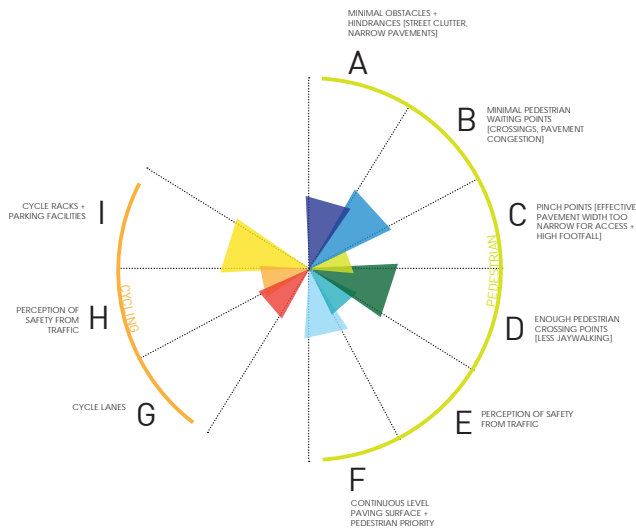 MINIMAL OBSTACLES +
HINDRANCES [STREET CLUTTER,
NARROW PAVEMENTS]
A
B
MINIMAL PEDESTRIAN
WAITING POINTS
[CROSSINGS, PAVEMENT
CONGESTION]
C
PINCH POINTS [EFFECTIVE
PAVEMENT WIDTH TOO
NARROW FOR ACCESS +
HIGH FOOTFALL]
PEDESTRIAN
D
ENOUGH PEDESTRIAN
CROSSING POINTS
[LESS JAYWALKING]
E
PERCEPTION OF SAFETY
FROM TRAFFIC
F
CONTINUOUS LEVEL
PAVING SURFACE +
PEDESTRIAN PRIORITY
CYCLE LANES
G
PERCEPTION OF
SAFETY FROM
TRAFFIC
H
CYCLING
CYCLE RACKS +
PARKING FACILITIES
I